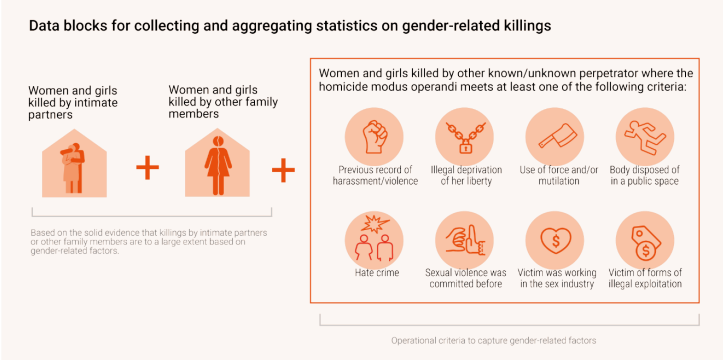 Data blocks for collecting and aggregating statistics on gender-related killings
Women and girls
killed by intimate
partners
Women and girls
killed by other family
members
Based on the solid evidence that killings by intimate partners
or other family members are to a large extent based on
gender-related factors.
Women and girls killed by other known/unknown perpetrator where the
homicide modus operandi meets at least one of the following criteria:
Previous record of
harassment/violence
Illegal deprivation
of her liberty
Use of force and/or
mutilation
Body disposed of
in a public space
Hate crime
Sexual violence was
committed before
Victim was working
in the sex industry
Victim of forms of
illegal exploitation
Operational criteria to capture gender-related factors